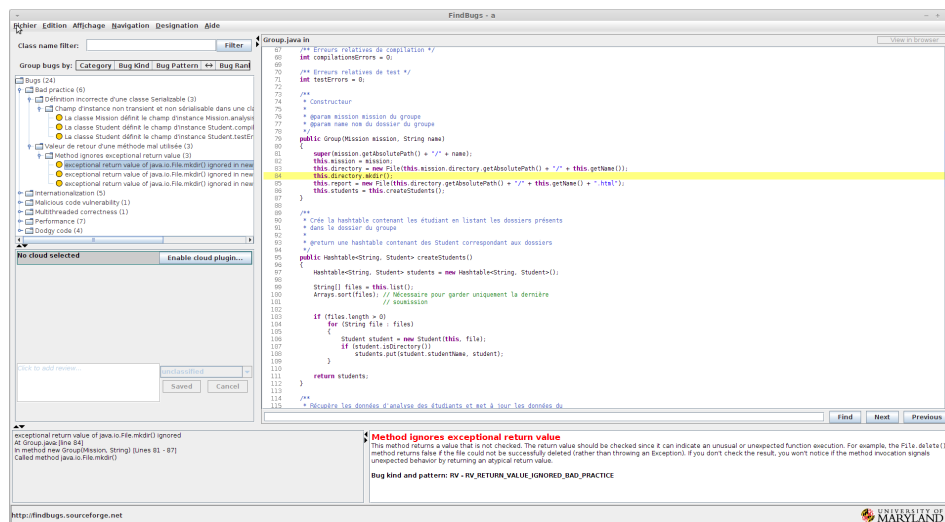 FindBugs - a
Fichier Edition Affichage Navigation Designation Aide
Class name filter:
Filter
Group bugs by: Category Bug Kind Bug Pattern ↔ Bug Rank
Bugs (24)
Bad practice (6)
Définition incorrecte d'une classe Serializable (3)
Champ d'instance non transient et non sérialisable dans une cla
La classe Mission définit le champ d'instance Mission.analysis
La classe Student définit le champ d'instance Student.compil
La classe Student définit le champ d'instance Student.testEr
Valeur de retour d'une méthode mal utilisée (3)
Method ignores exceptional return value (3)
exceptional return value of java.io.File.mkdir() ignored in new
exceptional return value of java.io.File.mkdir() ignored in new
exceptional return value of java.io.File.mkdir() ignored in new
Internationalization (5)
Malicious code vulnerability (1)
Multithreaded correctness (1)
Performance (7)
Dodgy code (4)
No cloud selected
Enable cloud plugin...
Click to add review...
unclassified
Saved Cancel
Group.java in
View in browser
67 /** Erreurs relatives de compilation */
68 int compilationsErrors = 0;
69
70 /** Erreurs relatives de test */
71 int testErrors = 0;
72
73 /**
74 * Constructeur
75 *
76 * @param mission mission du groupe
77 * @param name nom du dossier du groupe
78 */
79 public Group(Mission mission, String name)
80 {
81 super(mission.getAbsolutePath() + "/" + name);
82 this.mission = mission;
83 this.directory = new File(this.mission.directory.getAbsolutePath() + "/" + this.getName());
84 this.directory.mkdir();
85 this.report = new File(this.directory.getAbsolutePath() + "/" + this.getName() + ".html");
86 this.students = this.createStudents();
87 }
88
89 /**
90 * Crée la hashtable contenant les étudiant en listant les dossiers présents
91 * dans le dossier du groupe
92 *
93 * @return une hashtable contenant des Student correspondant aux dossiers
94 */
95 public Hashtable<String, Student> createStudents()
96 {
97 Hashtable<String, Student> students = new Hashtable<String, Student>();
98
99 String[] files = this.list();
100 Arrays.sort(files); // Nécessaire pour garder uniquement la dernière
101 // soumission
102
103 if (files.length > 0)
104 for (String file : files)
105 {
106 Student student = new Student(this, file);
107 if (student.isDirectory())
108 students.put(student.studentName, student);
109 }
110
111 return students;
112 }
113
114 /**
115 * Récupère les données d'analyse des étudiants et met à jour les données du
Find Next Previous
exceptional return value of java.io.File.mkdir() ignored
At Group.java:[line 84]
In method new Group(Mission, String) [Lines 81 - 87]
Called method java.io.File.mkdir()
Method ignores exceptional return value
This method returns a value that is not checked. The return value should be checked since it can indicate an unusual or unexpected function execution. For example, the File.delete()
method returns false if the file could not be successfully deleted (rather than throwing an Exception). If you don't check the result, you won't notice if the method invocation signals
unexpected behavior by returning an atypical return value.
Bug kind and pattern: RV - RV_RETURN_VALUE_IGNORED_BAD_PRACTICE
http://findbugs.sourceforge.net
UNIVERSITY OF
MARYLAND